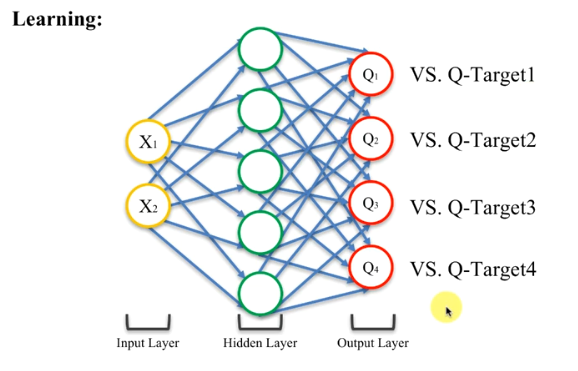 Learning:
Q1 VS. Q-Target1
X1
Q2 VS. Q-Target2
X2
Q3 VS. Q-Target3
Q4 VS. Q-Target4
Input Layer Hidden Layer Output Layer